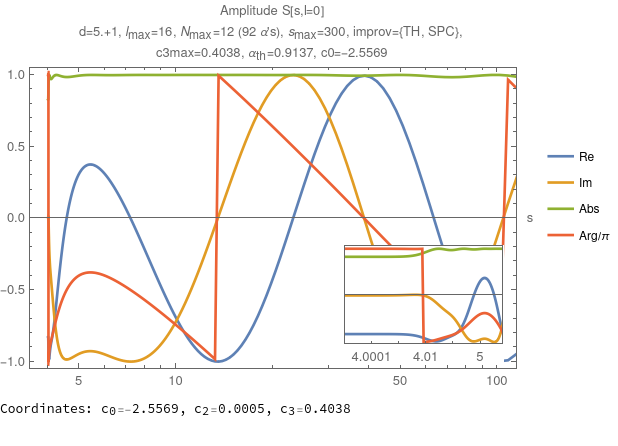 Amplitude S[s,l=0]
d=5.+1, lmax=16, Nmax=12 (92 α's), smax=300, improv={TH, SPC},
c3max=0.4038, αth=0.9137, c0=-2.5569
1.0
0.5
0.0
-0.5
-1.0
5
10
50
100
s
4.0001
4.01
5
Re
Im
Abs
Arg/π
Coordinates: c0=-2.5569, c2=0.0005, c3=0.4038